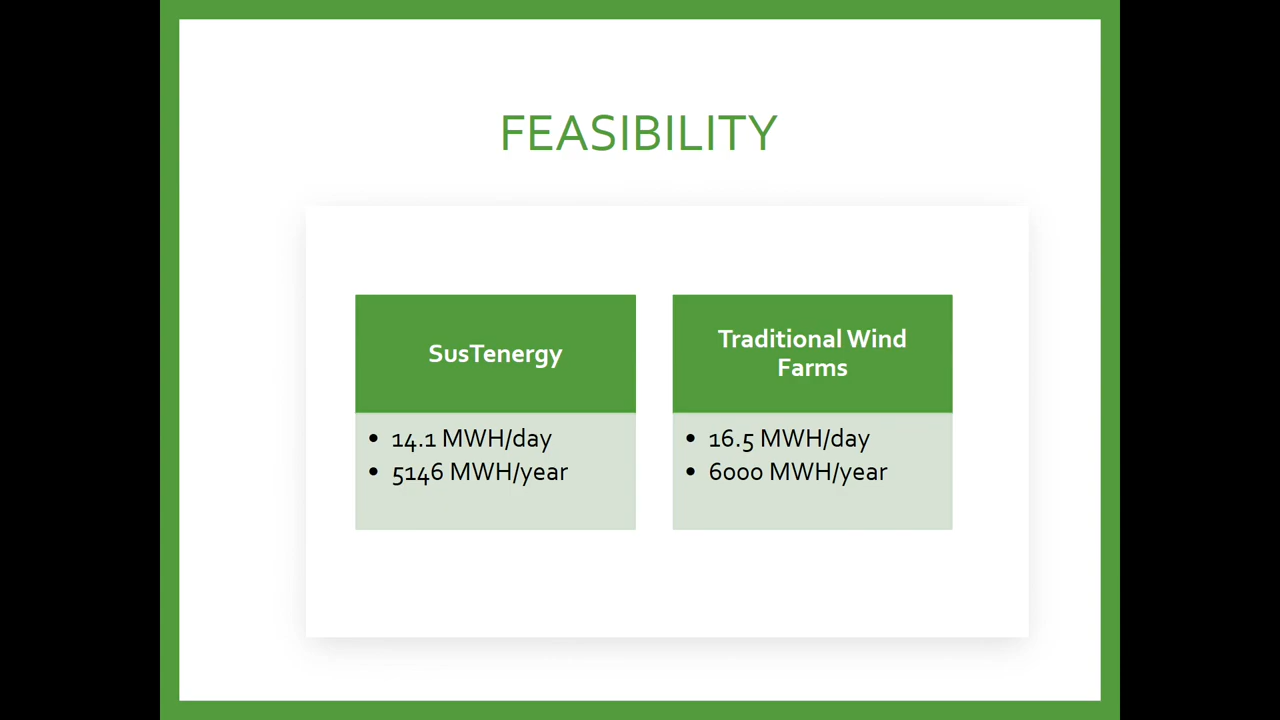 FEASIBILITY
SusTenergy
• 14.1 MWH/day
• 5146 MWH/year
Traditional Wind
Farms
• 16.5 MWH/day
• 6000 MWH/year